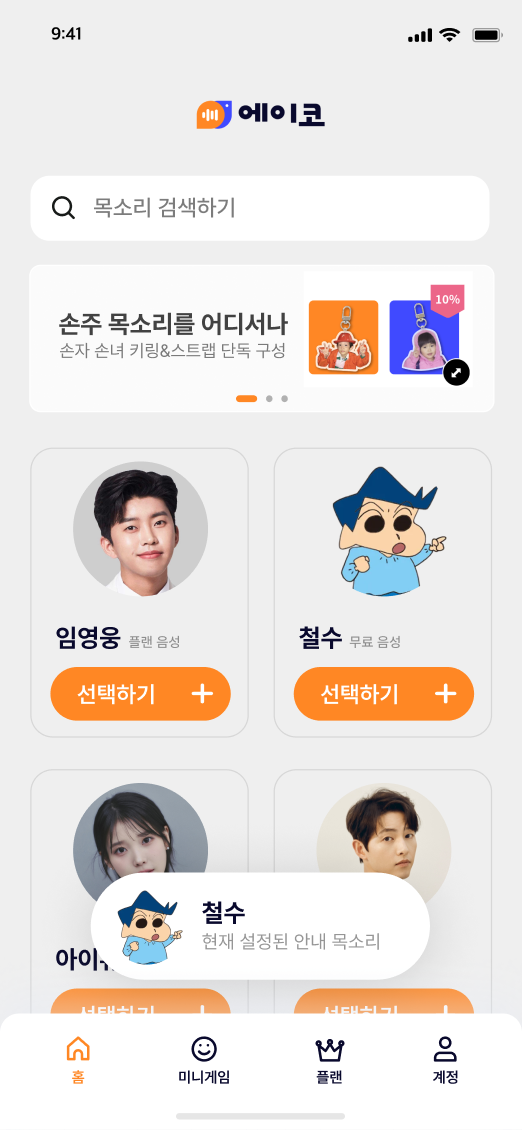 9:41
에이코
목소리 검색하기
손주 목소리를 어디서나
손자 손녀 키링&스트랩 단독 구성
10%
임영웅 플랜 음성
철수 무료 음성
선택하기
선택하기
철수
현재 설정된 안내 목소리
아이
선택하기
선택하기
홈
미니게임
플랜
계정